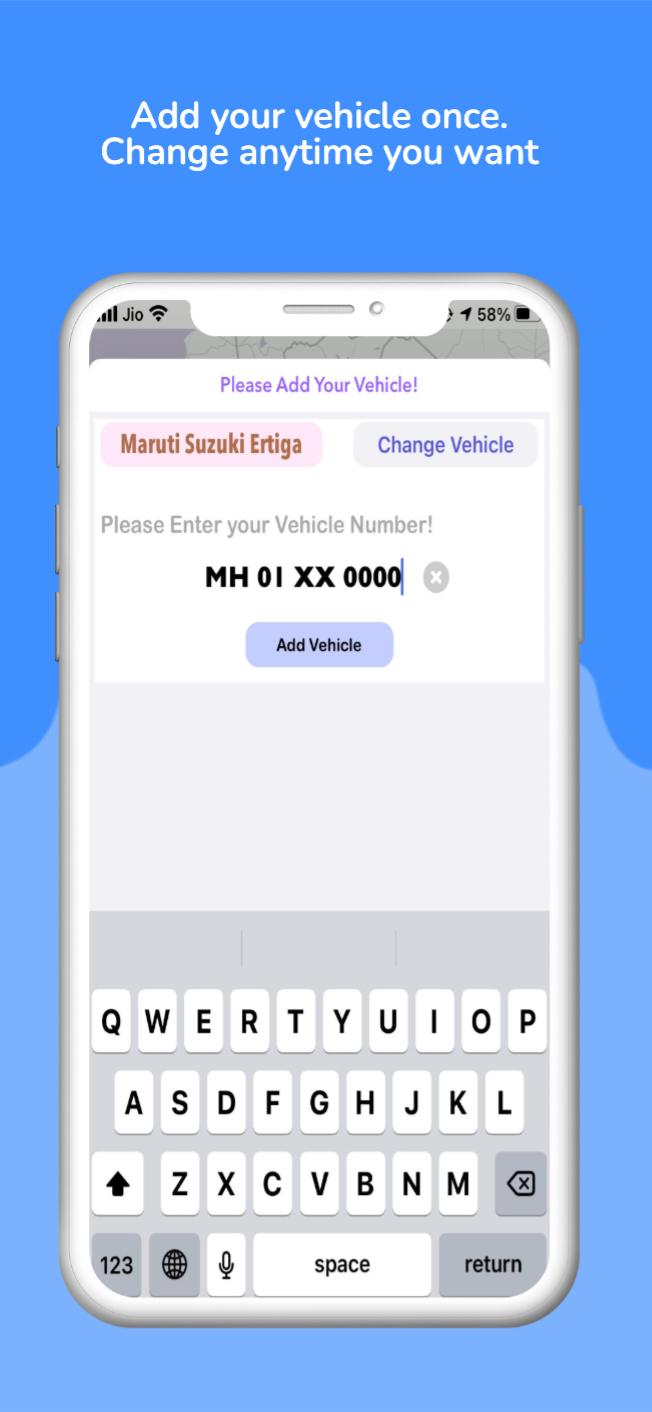 Add your vehicle once.
Change anytime you want
Jio 58%
Please Add Your Vehicle!
Maruti Suzuki Ertiga Change Vehicle
Please Enter your Vehicle Number!
MH 01 XX 0000
Add Vehicle
Q W E R T Y U I O P
A S D F G H J K L
Z X C V B N M
123 space return